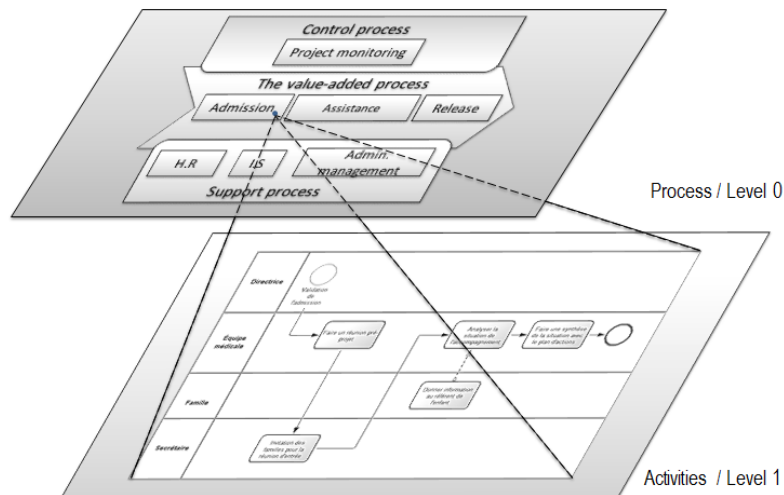 Control process
Project monitoring
The value-added process
Admission
Assistance
Release
H.R
I.S
Admin.
management
Support process
Process / Level 0
Directrice
Validation
de
l'admission
Equipe
médicale
Faire un réunion pré
projet
Analyser la
situation de
l'accompagnement
Faire une synthèse
de la situation avec
le plan d'actions
Famille
Donner information
au référent de
l'enfant
Secrétaire
Invitation des
familles pour la
réunion d'entrée
Activities / Level 1